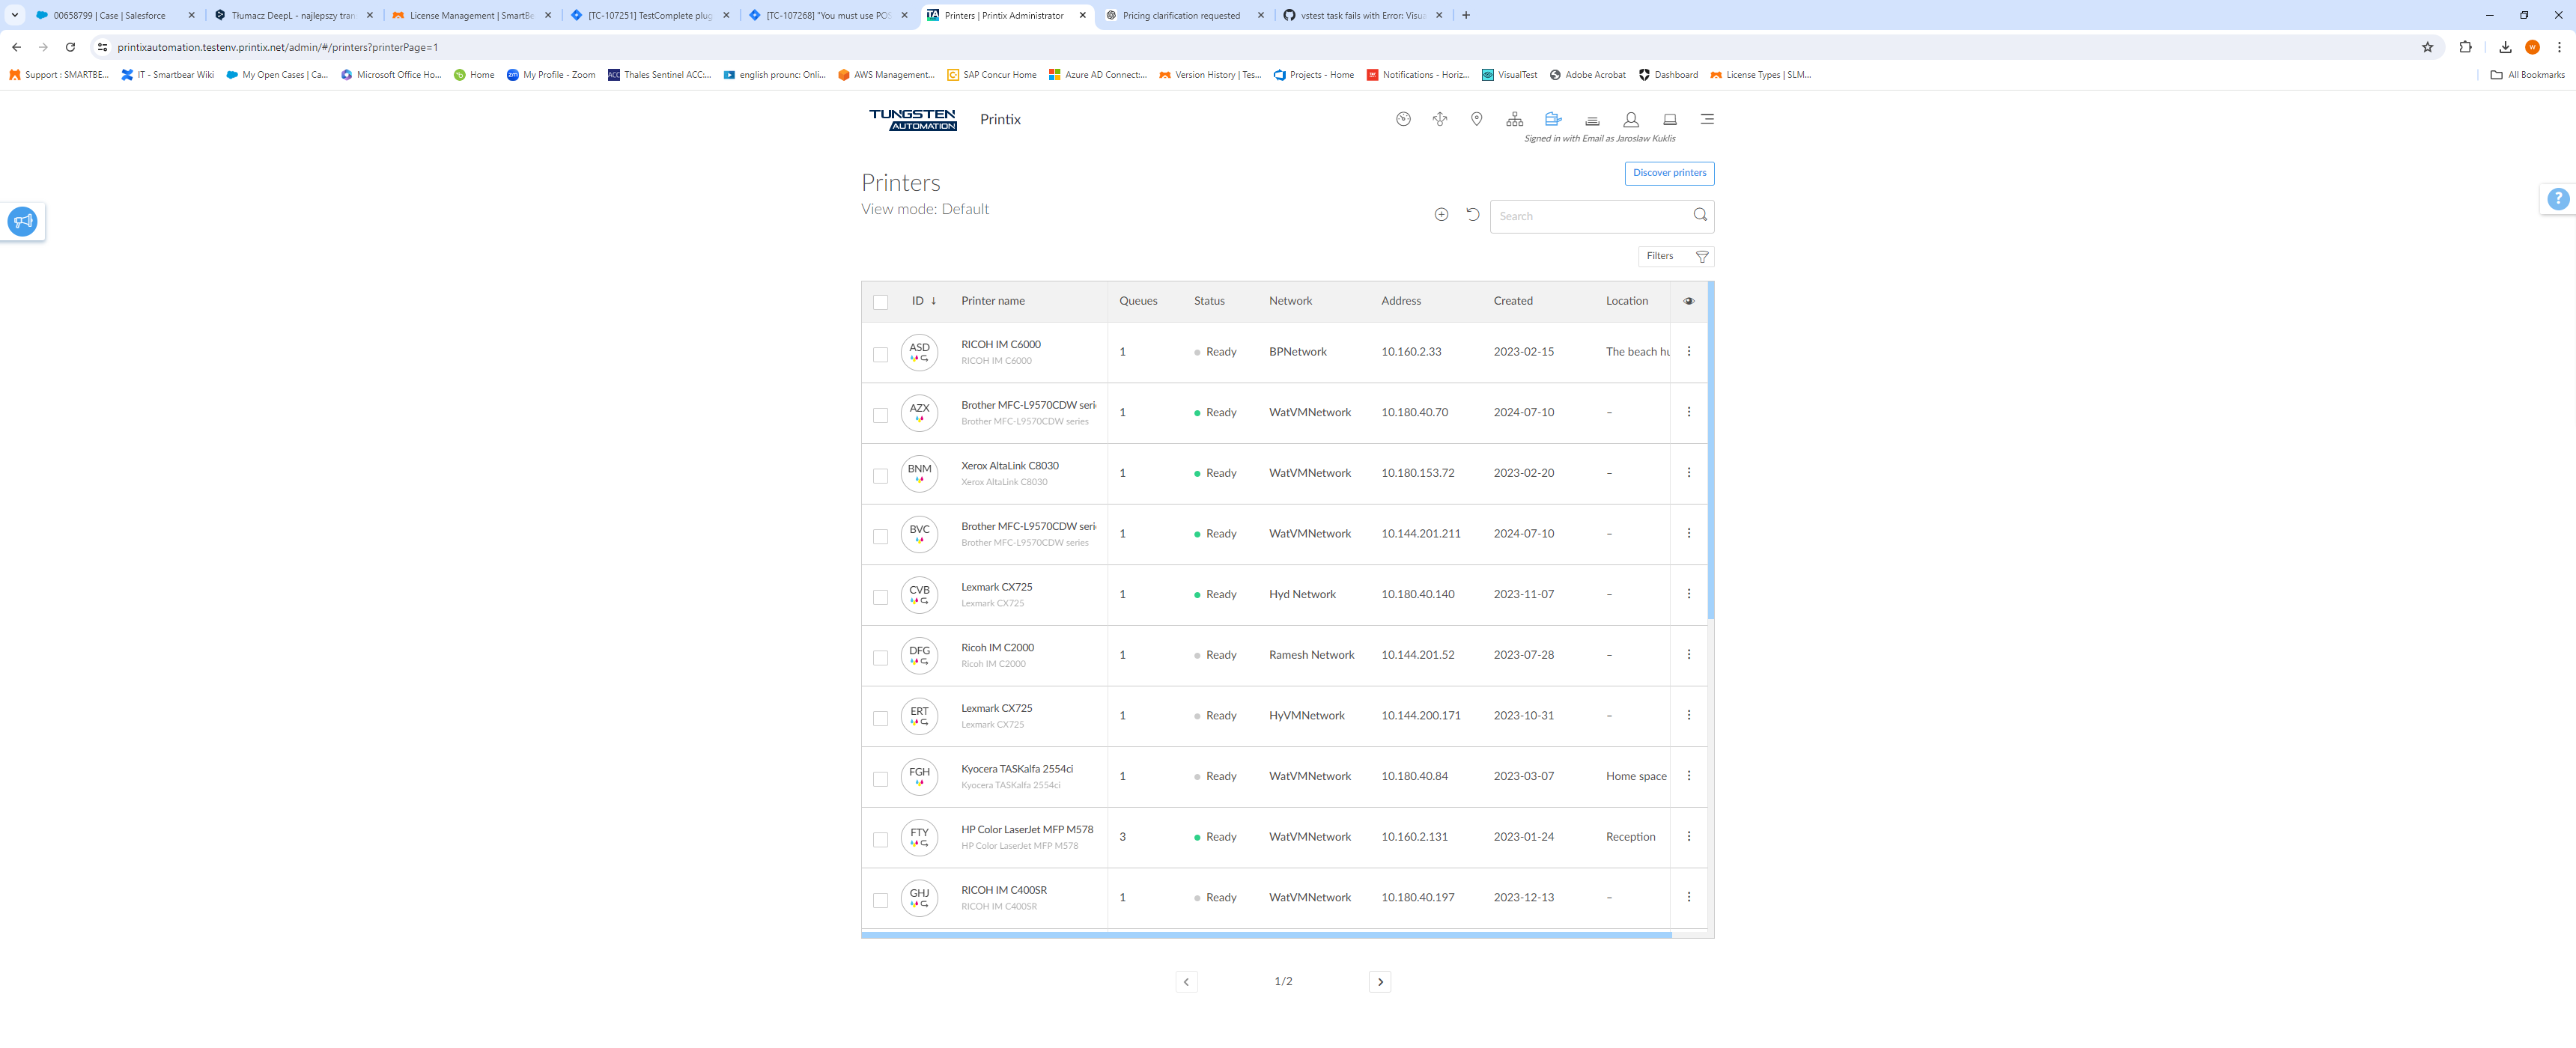 00658799 | Case | Salesforce
Tłumacz DeepL - najlepszy tran
License Management | SmartBe
[TC-107251] TestComplete plug
[TC-107268] "You must use POS
TA Printers | Printix Administrator
Pricing clarification requested
vstest task fails with Error: Visua
printixautomation.testenv.printix.net/admin/#/printers?printerPage=1
W
Support : SMARTBE...
IT - Smartbear Wiki
My Open Cases | Ca...
Microsoft Office Ho...
Home
My Profile - Zoom
Thales Sentinel ACC:...
english prounc: Onli...
AWS Management...
SAP Concur Home
Azure AD Connect:...
Version History | Tes...
Projects - Home
Notifications - Horiz...
VisualTest
Adobe Acrobat
Dashboard
License Types | SLM...
All Bookmarks
TUNGSTEN AUTOMATION
Printix
Signed in with Email as Jaroslaw Kuklis
Discover printers
Printers
View mode: Default
Search
?
Filters
ID ↓ Printer name Queues Status Network Address Created Location
ASD RICOH IM C6000 1 Ready BPNetwork 10.160.2.33 2023-02-15 The beach hu
RICOH IM C6000
AZX Brother MFC-L9570CDW serie 1 Ready WatVMNetwork 10.180.40.70 2024-07-10 –
Brother MFC-L9570CDW series
BNM Xerox AltaLink C8030 1 Ready WatVMNetwork 10.180.153.72 2023-02-20 –
Xerox AltaLink C8030
BVC Brother MFC-L9570CDW serie 1 Ready WatVMNetwork 10.144.201.211 2024-07-10 –
Brother MFC-L9570CDW series
CVB Lexmark CX725 1 Ready Hyd Network 10.180.40.140 2023-11-07 –
Lexmark CX725
DFG Ricoh IM C2000 1 Ready Ramesh Network 10.144.201.52 2023-07-28 –
Ricoh IM C2000
ERT Lexmark CX725 1 Ready HyVMNetwork 10.144.200.171 2023-10-31 –
Lexmark CX725
FGH Kyocera TASKalfa 2554ci 1 Ready WatVMNetwork 10.180.40.84 2023-03-07 Home space
Kyocera TASKalfa 2554ci
FTY HP Color LaserJet MFP M578 3 Ready WatVMNetwork 10.160.2.131 2023-01-24 Reception
HP Color LaserJet MFP M578
GHJ RICOH IM C400SR 1 Ready WatVMNetwork 10.180.40.197 2023-12-13 –
RICOH IM C400SR
1/2